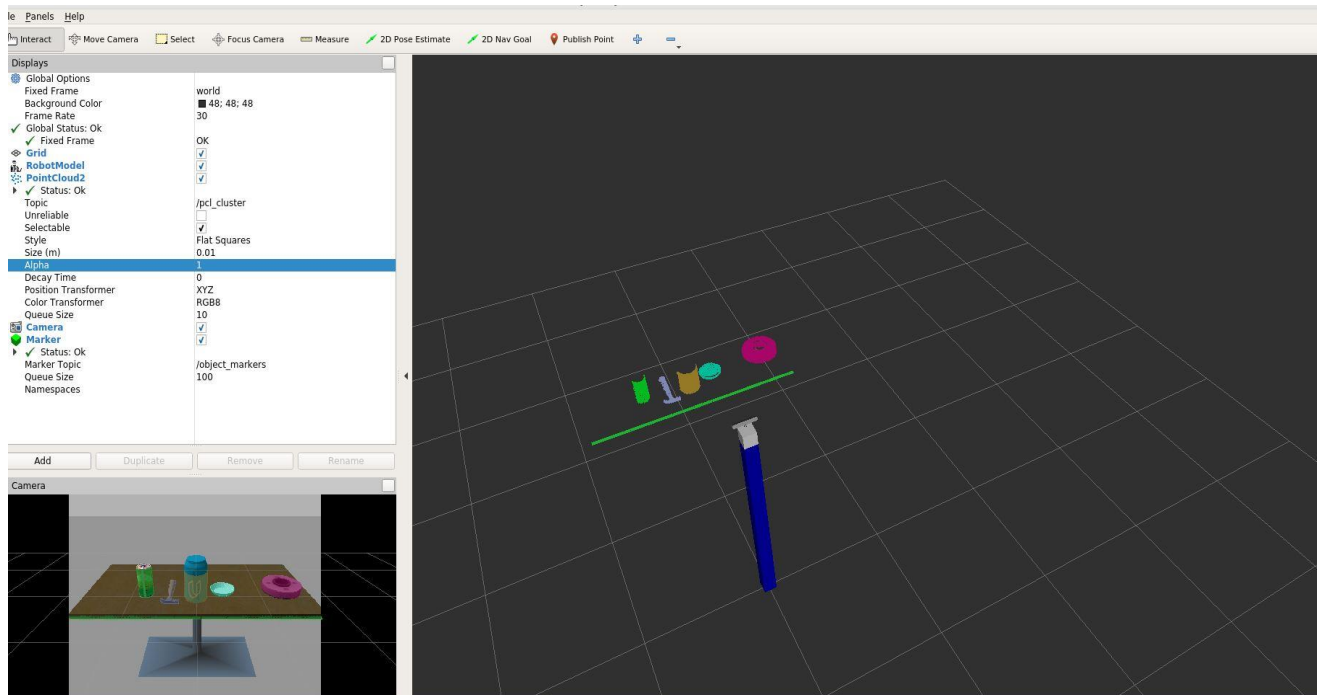 le Panels Help
Interact Move Camera Select Focus Camera Measure 2D Pose Estimate 2D Nav Goal Publish Point
Displays
Global Options
Fixed Frame world
Background Color 48; 48; 48
Frame Rate 30
Global Status: Ok
Fixed Frame OK
Grid
RobotModel
PointCloud2
Status: Ok
Topic /pcl_cluster
Unreliable
Selectable
Style Flat Squares
Size (m) 0.01
Alpha 1
Decay Time 0
Position Transformer XYZ
Color Transformer RGB8
Queue Size 10
Camera
Marker
Status: Ok
Marker Topic /object_markers
Queue Size 100
Namespaces
Add Duplicate Remove Rename
Camera